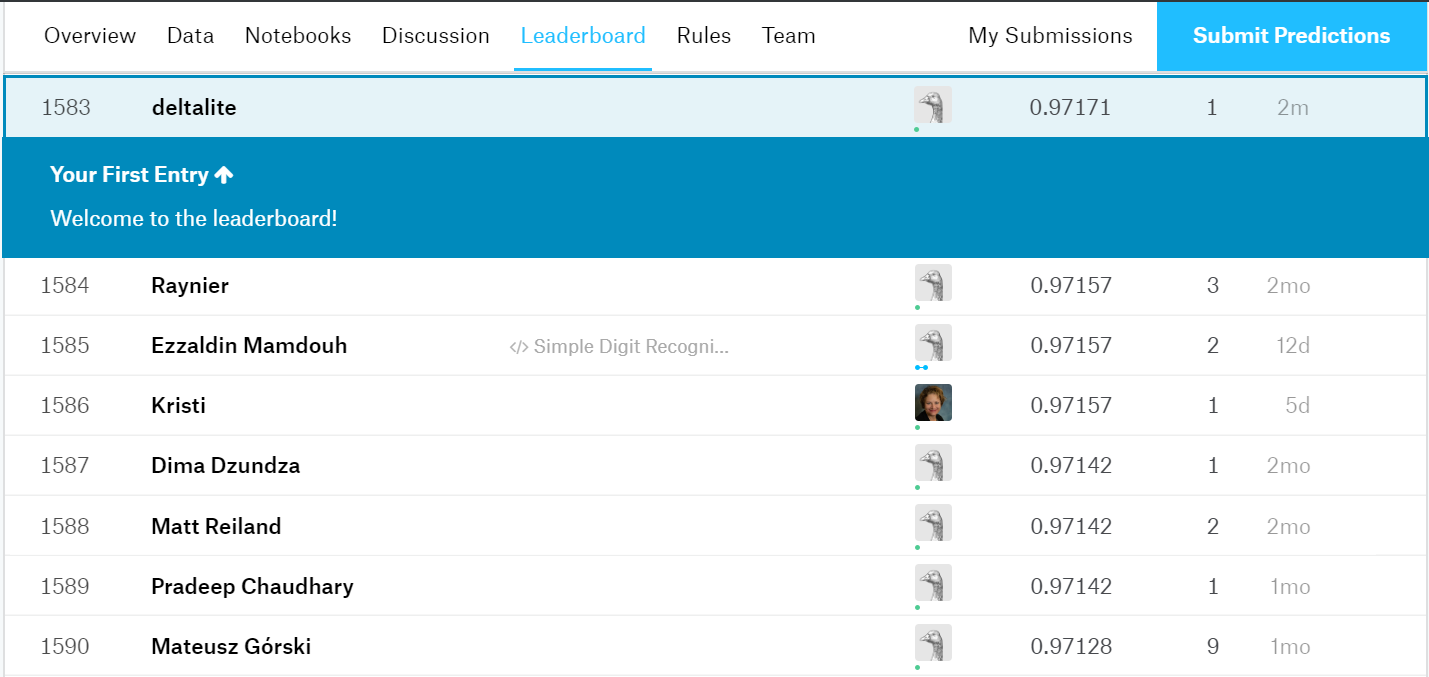 Overview Data Notebooks Discussion Leaderboard Rules Team My Submissions Submit Predictions
1583 deltalite 0.97171 1 2m
Your First Entry
Welcome to the leaderboard!
1584 Raynier 0.97157 3 2mo
1585 Ezzaldin Mamdouh </> Simple Digit Recogni... 0.97157 2 12d
1586 Kristi 0.97157 1 5d
1587 Dima Dzundza 0.97142 1 2mo
1588 Matt Reiland 0.97142 2 2mo
1589 Pradeep Chaudhary 0.97142 1 1mo
1590 Mateusz Górski 0.97128 9 1mo